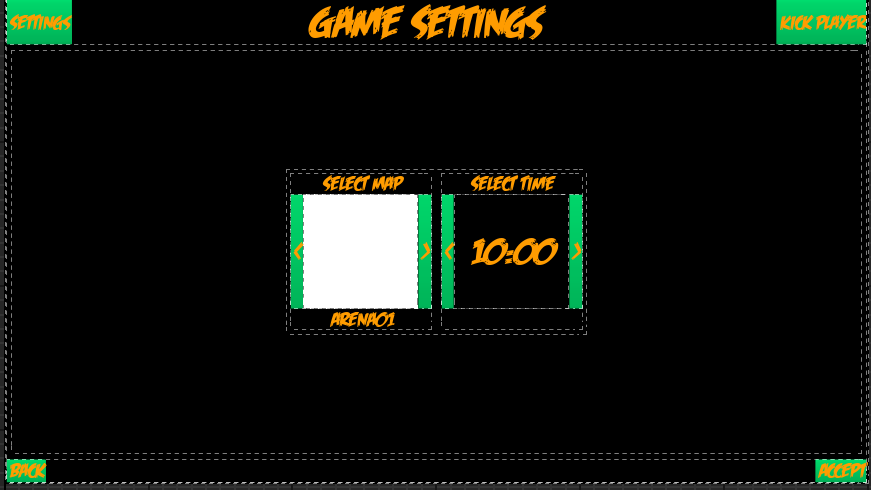 SETTINGS
GAME SETTINGS
KICK PLAYER
SELECT MAP
SELECT TIME
<
>
<
10:00
>
ARENA01
BACK
ACCEPT